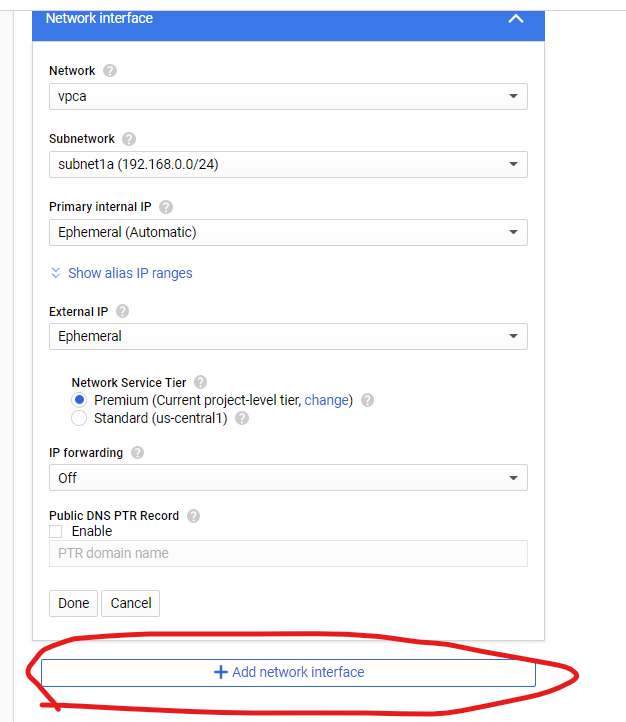 Network interface
Network
vpca
Subnetwork
subnet1a (192.168.0.0/24)
Primary internal IP
Ephemeral (Automatic)
Show alias IP ranges
External IP
Ephemeral
Network Service Tier
Premium (Current project-level tier, change)
Standard (us-central1)
IP forwarding
Off
Public DNS PTR Record
Enable
PTR domain name
Done Cancel
Add network interface